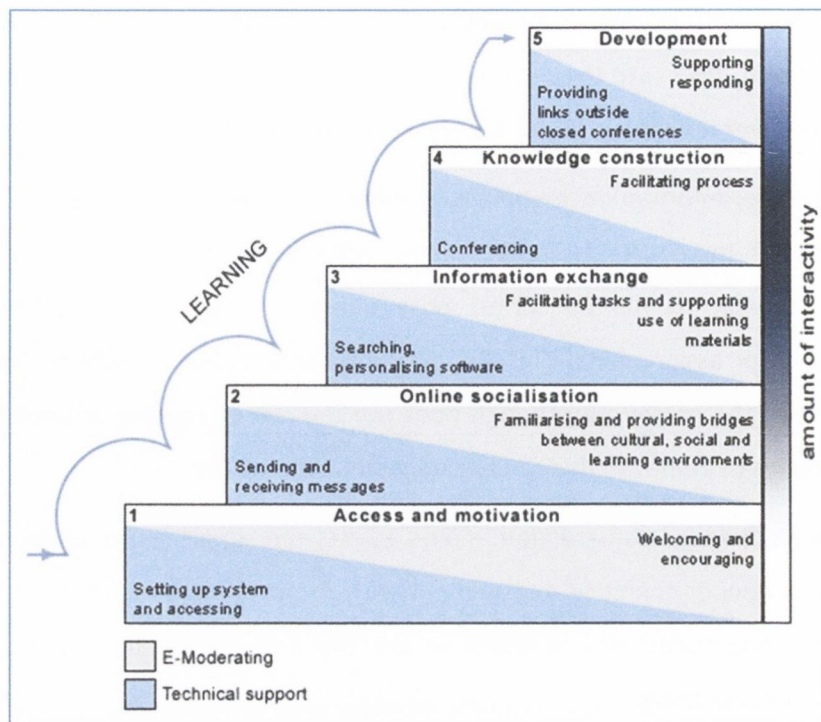 5 Development
Supporting
responding
Providing
links outside
closed conferences
4 Knowledge construction
Facilitating process
Conferencing
3 Information exchange
Facilitating tasks and supporting
use of learning
materials
Searching,
personalising software
2 Online socialisation
Familiarising and providing bridges
between cultural, social and
learning environments
Sending and
receiving messages
1 Access and motivation
Welcoming and
encouraging
Setting up system
and accessing
LEARNING
amount of interactivity
E-Moderating
Technical support